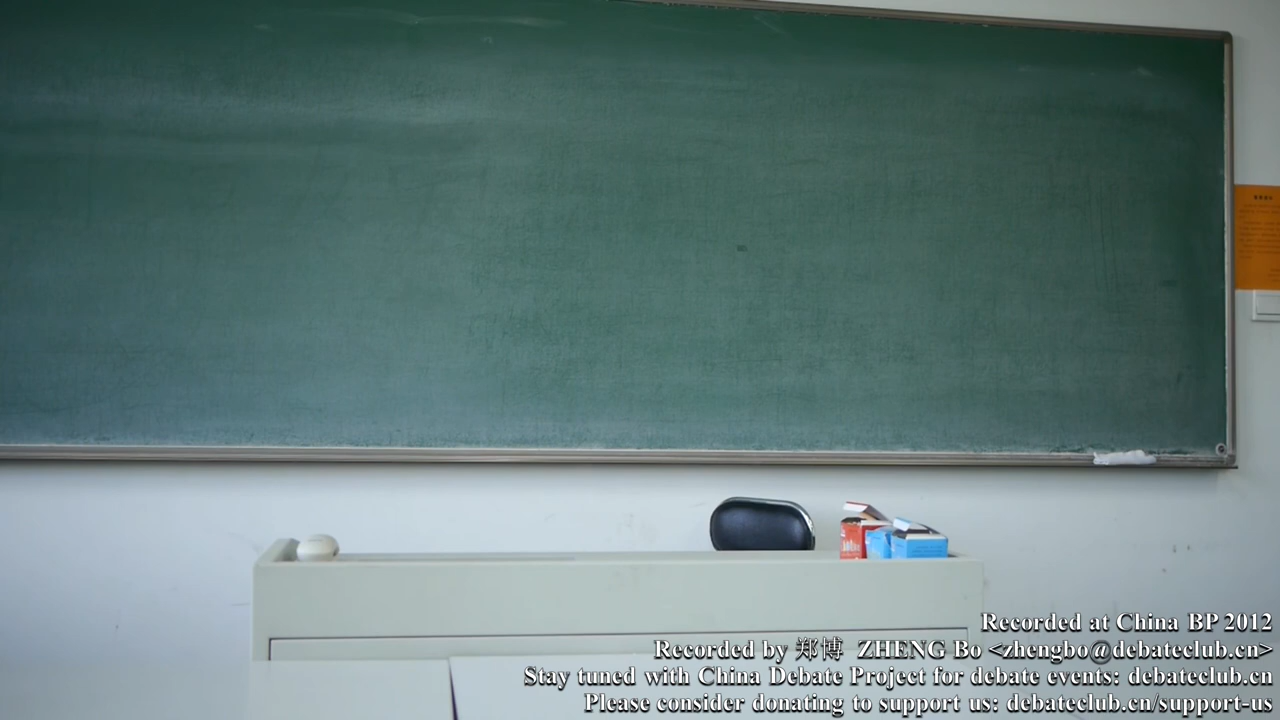 Recorded at China BP 2012
Recorded by 郑博 ZHENG Bo <zhengbo@debateclub.cn>
Stay tuned with China Debate Project for debate events: debateclub.cn
Please consider donating to support us: debateclub.cn/support-us